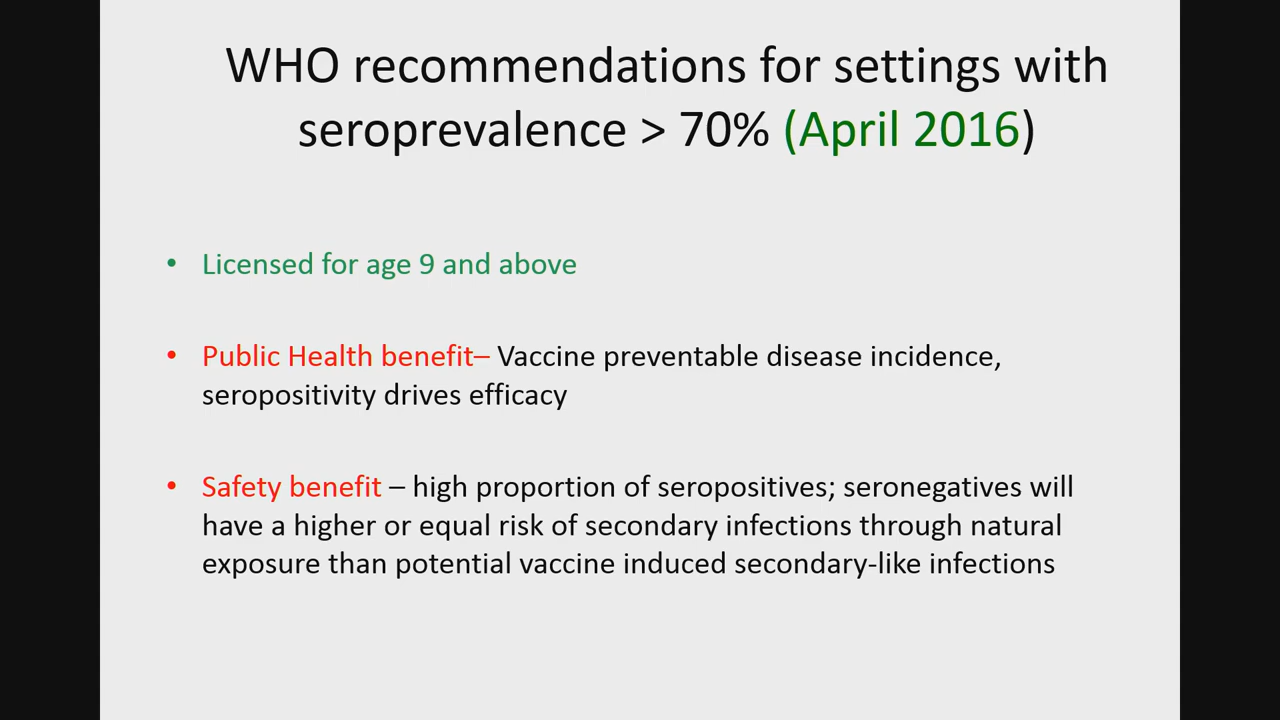 WHO recommendations for settings with
seroprevalence > 70% (April 2016)
• Licensed for age 9 and above
• Public Health benefit– Vaccine preventable disease incidence,
seropositivity drives efficacy
• Safety benefit – high proportion of seropositives; seronegatives will
have a higher or equal risk of secondary infections through natural
exposure than potential vaccine induced secondary-like infections